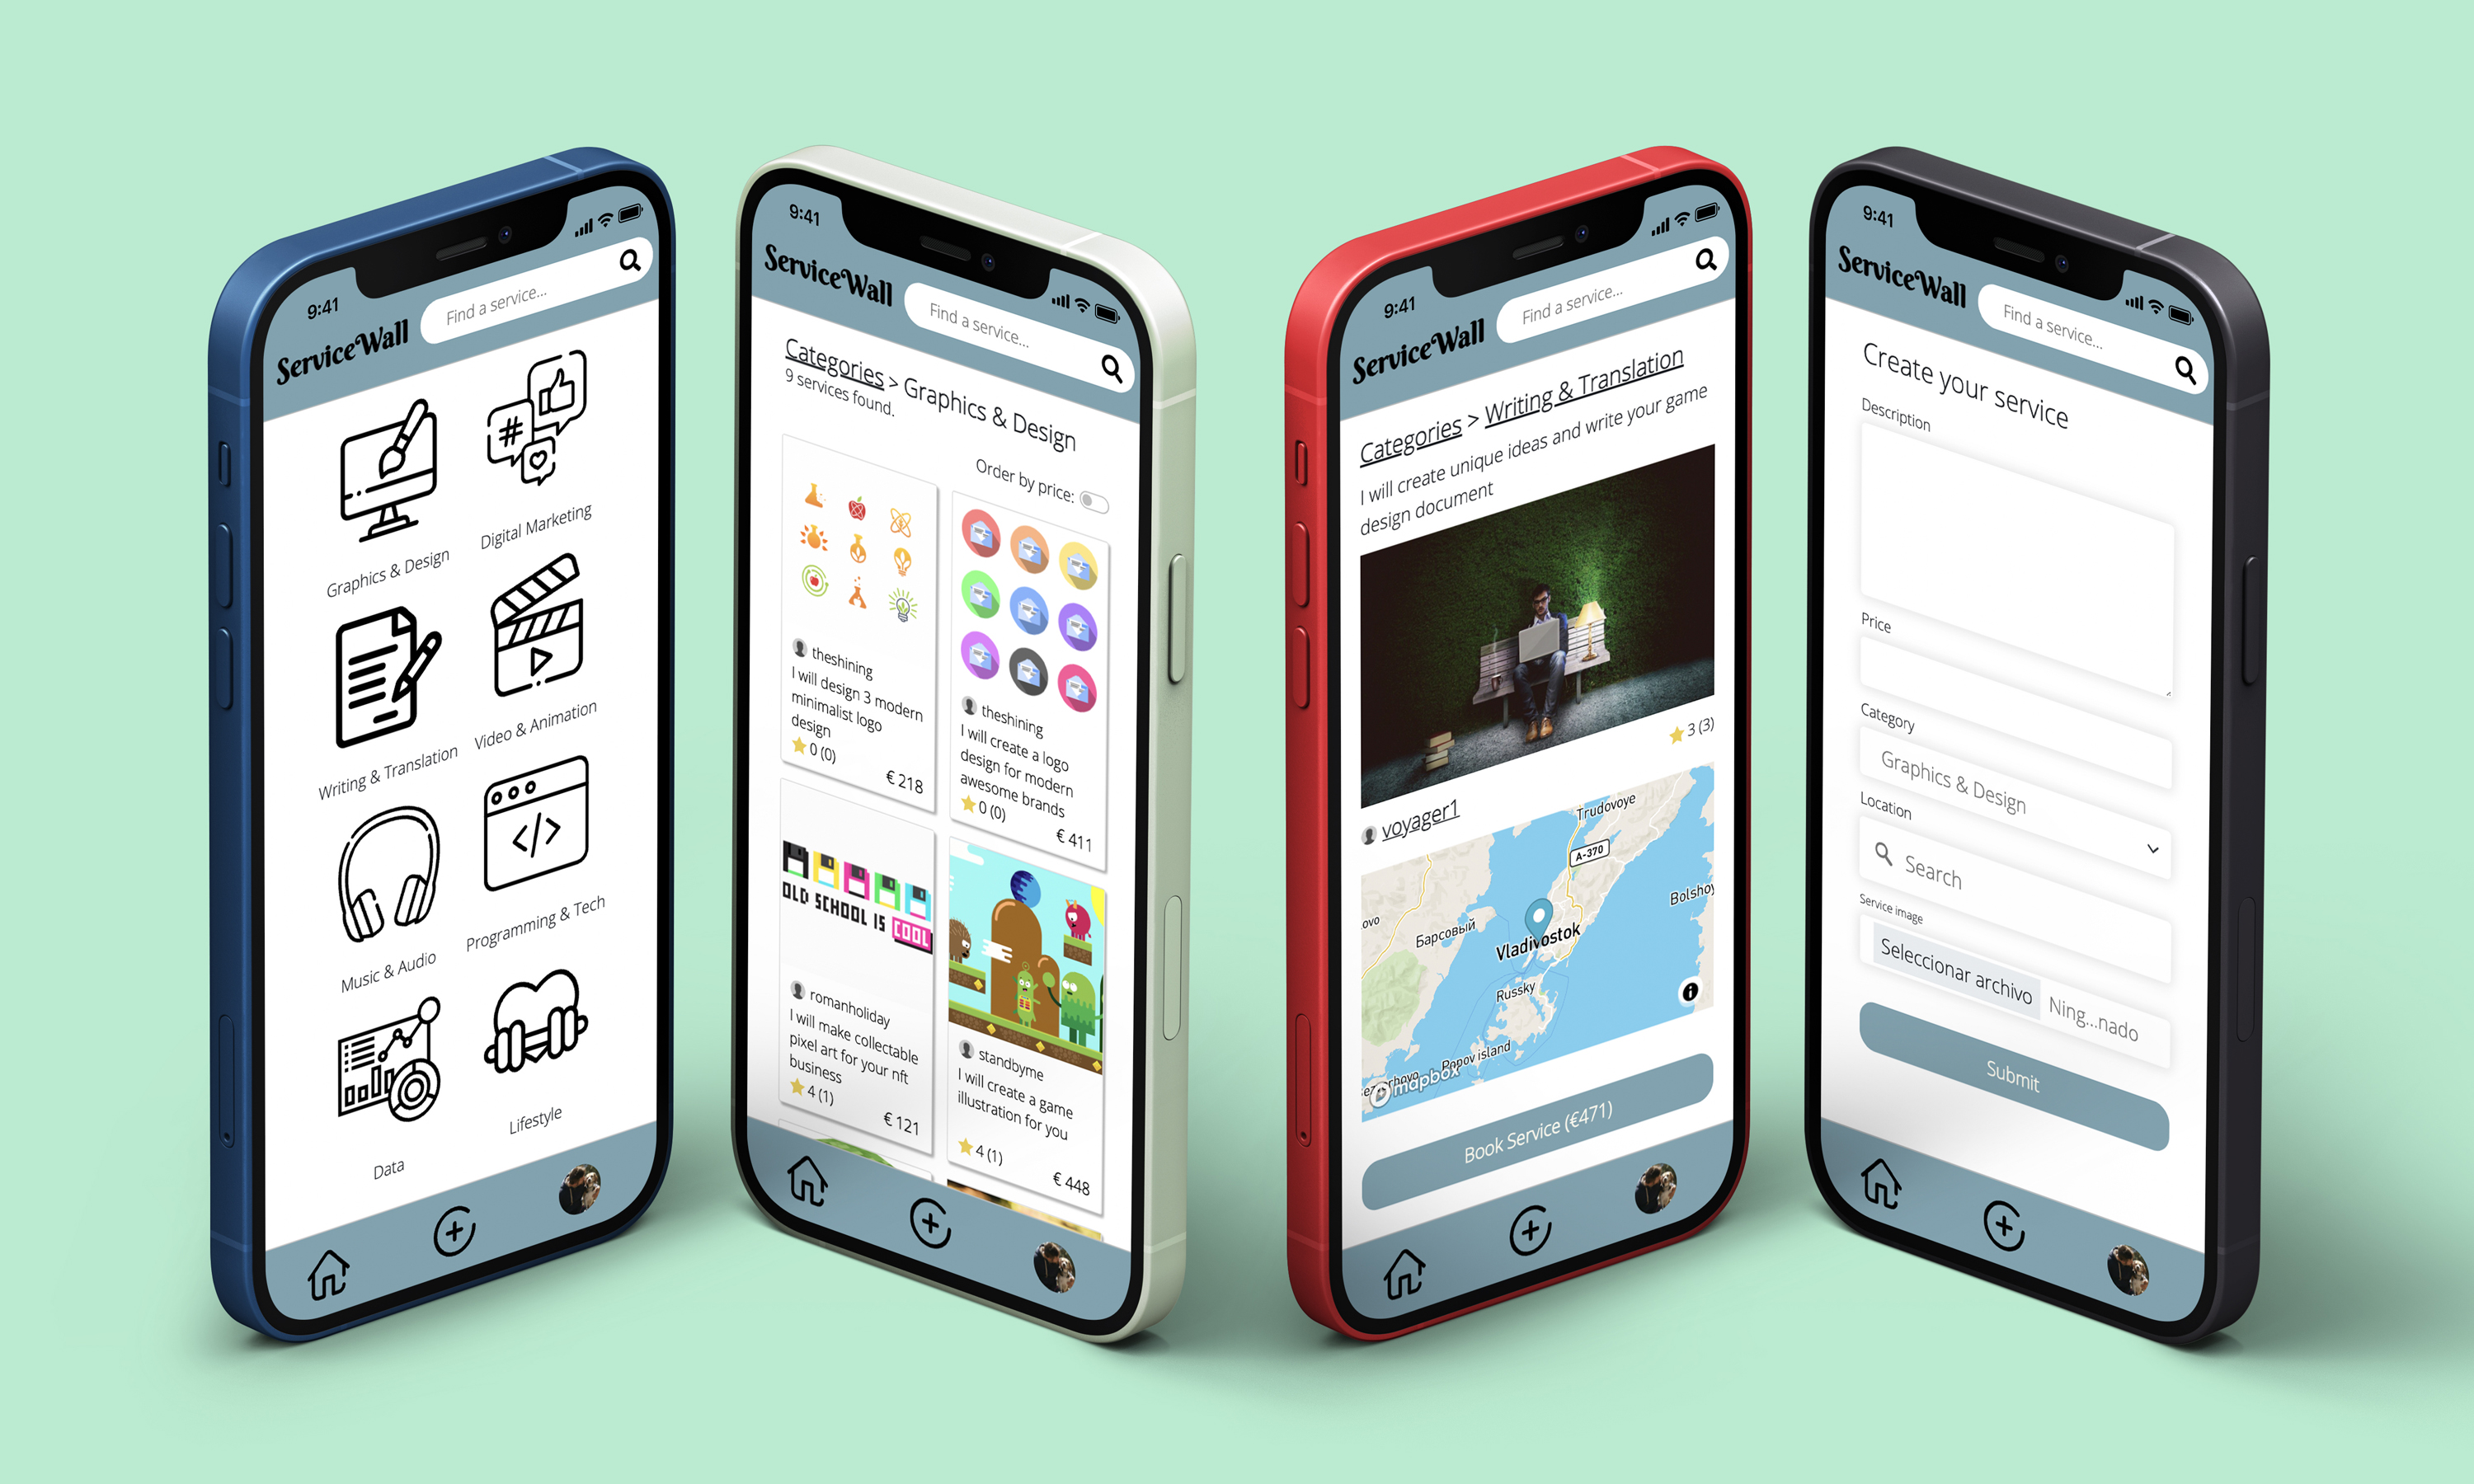 9:41
ServiceWall
Find a service...
Graphics & Design
Digital Marketing
Writing & Translation
Video & Animation
Music & Audio
Programming & Tech
Data
Lifestyle
9:41
ServiceWall
Find a service...
Categories > Graphics & Design
9 services found.
Order by price:
theshining
I will design 3 modern
minimalist logo
design
0 (0)
€ 218
theshining
I will create a logo
design for modern
awesome brands
0 (0)
€ 411
OLD SCHOOL IS COOL
romanholiday
I will make collectable
pixel art for your nft
business
4 (1)
€ 121
standbyme
I will create a game
illustration for you
4 (1)
€ 448
9:41
ServiceWall
Find a service...
Categories > Writing & Translation
I will create unique ideas and write your game
design document
3 (3)
voyager1
Trudovoye
A-370
Bolshoy
ovo
Барсовый
Vladivostok
Russky
Popov island
mapbox
Book Service (€471)
9:41
ServiceWall
Find a service...
Create your service
Description
Price
Category
Graphics & Design
Location
Search
Service image
Seleccionar archivo
Ning...nado
Submit